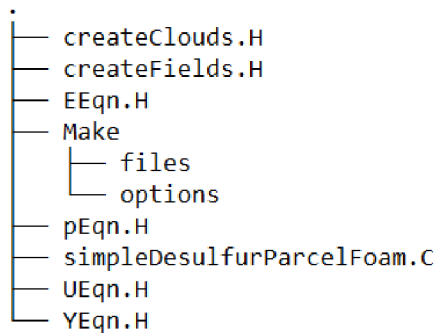 .
├── createClouds.H
├── createFields.H
├── EEqn.H
├── Make
│   ├── files
│   └── options
├── pEqn.H
├── simpleDesulfurParcelFoam.C
├── UEqn.H
└── YEqn.H